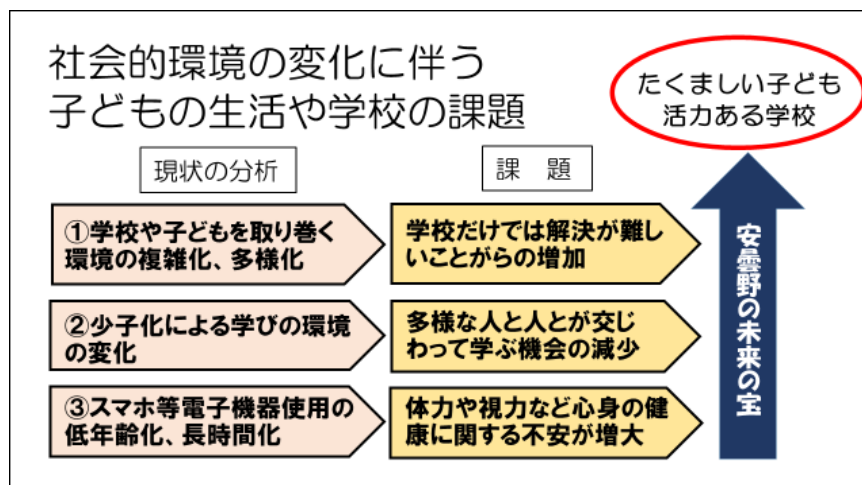 社会的環境の変化に伴う
子どもの生活や学校の課題
たくましい子ども
活力ある学校
現状の分析
課　題
①学校や子どもを取り巻く
環境の複雑化、多様化
学校だけでは解決が難し
いことがらの増加
②少子化による学びの環境
の変化
多様な人と人とが交じ
わって学ぶ機会の減少
③スマホ等電子機器使用の
低年齢化、長時間化
体力や視力など心身の健
康に関する不安が増大
安曇野の未来の宝